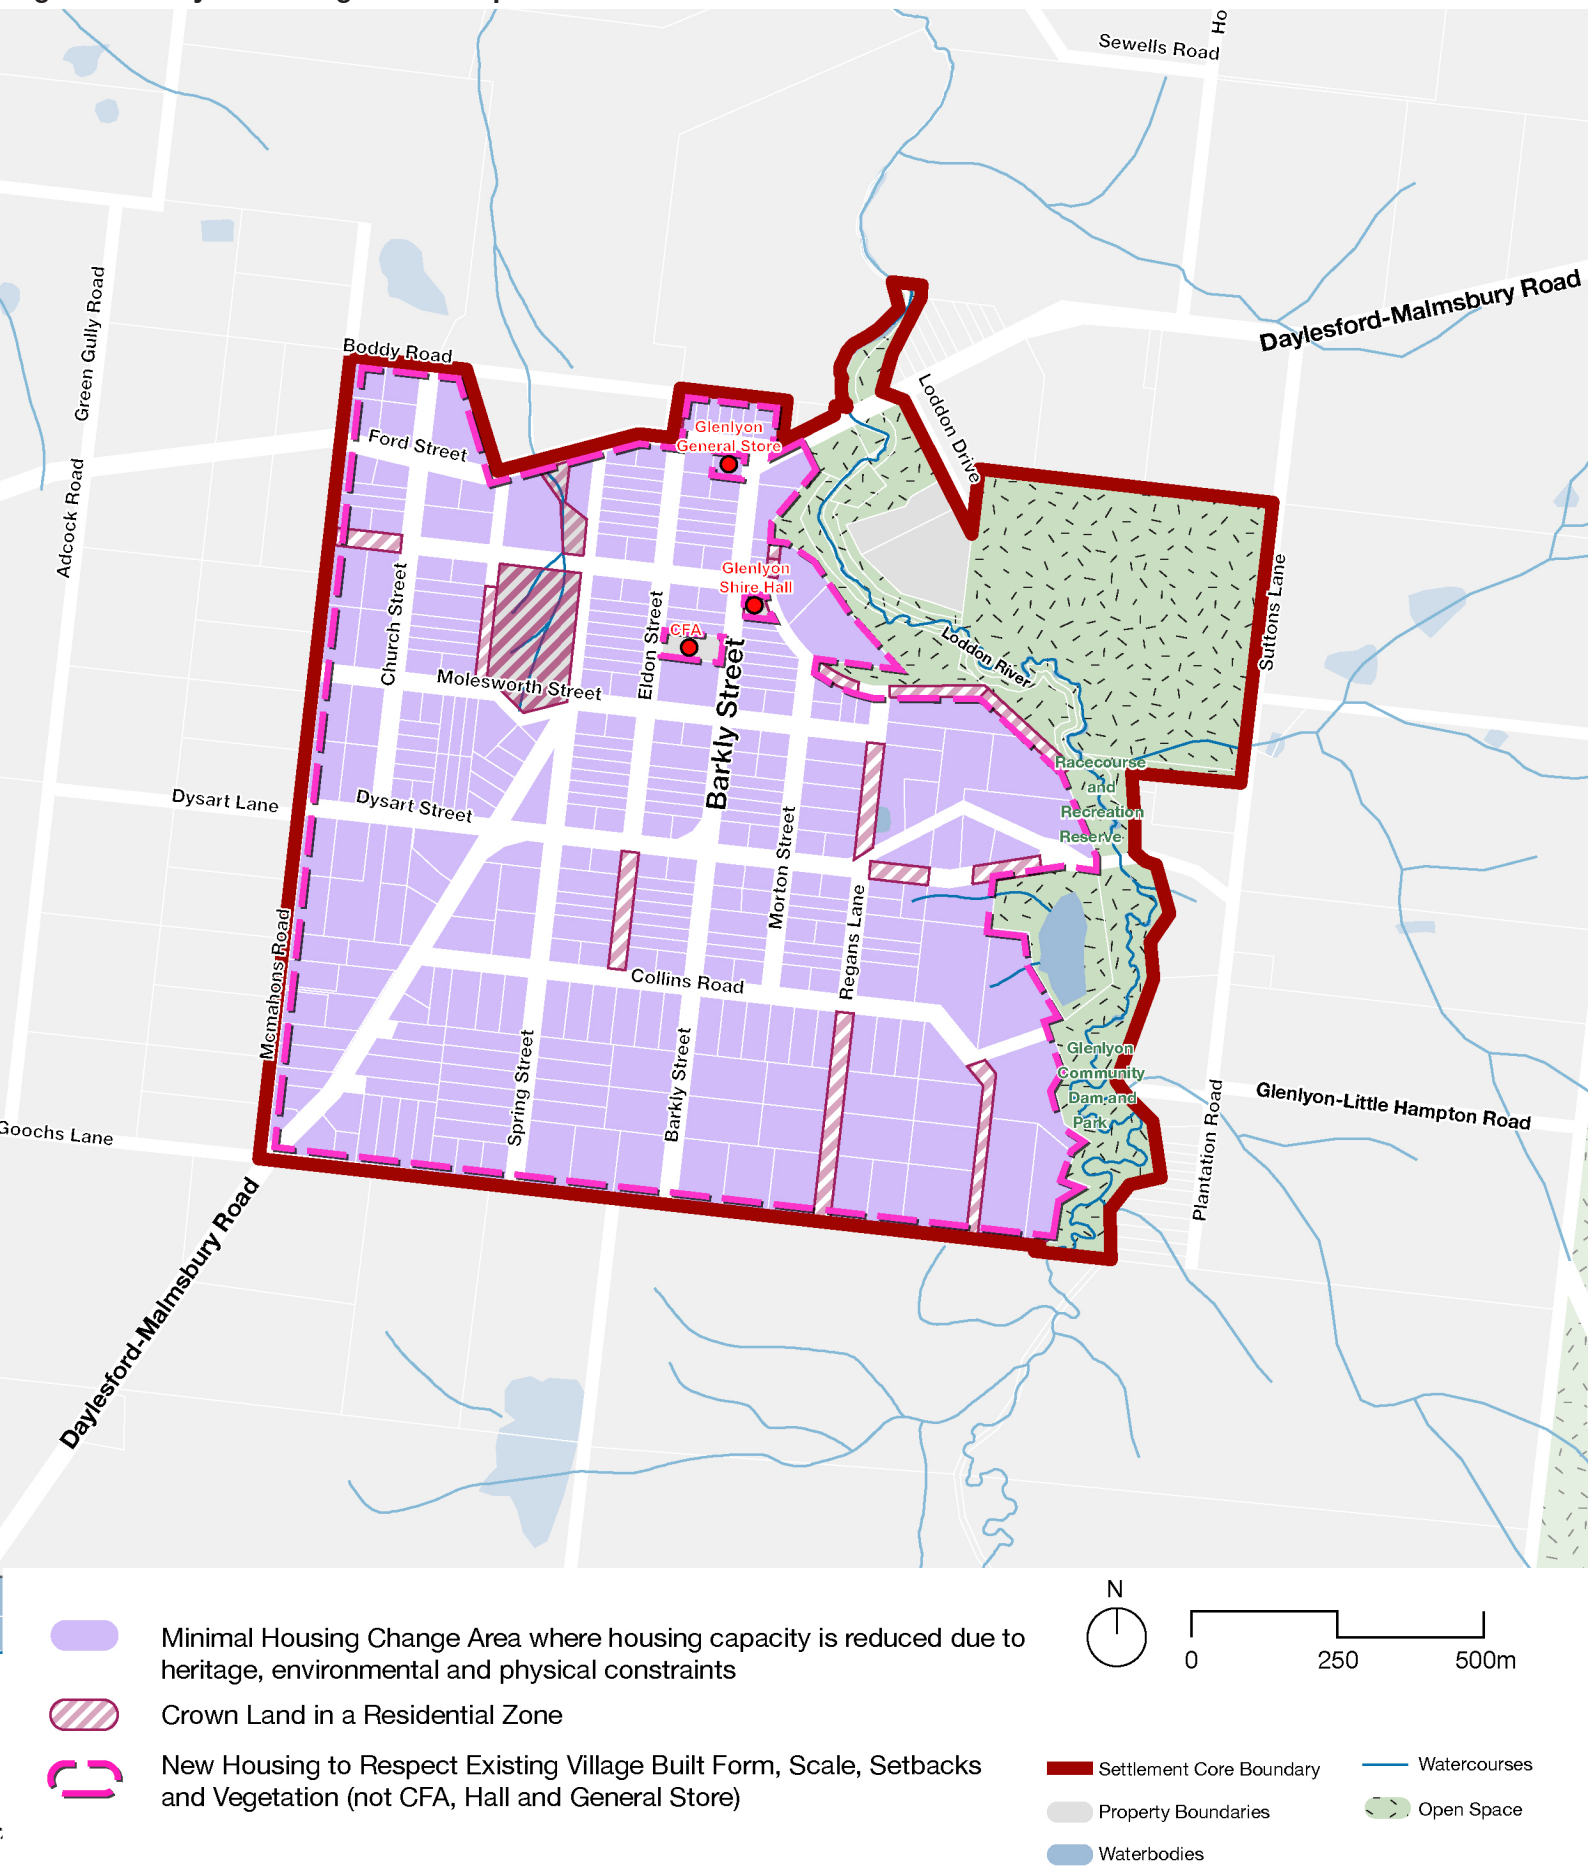 Sewells Road
Ho
Daylesford-Malmsbury Road
Green Gully Road
Boddy Road
Loddon Drive
Glenlyon
General Store
Ford Street
Adcock Road
Suttons Lane
Church Street
Glenlyon
Shire Hall
Eldon Street
CFA
Loddon River
Molesworth Street
Barkly Street
Racecourse
and
Recreation
Reserve
Dysart Lane
Dysart Street
Morton Street
Regans Lane
Mcmahons Road
Collins Road
Spring Street
Barkly Street
Glenlyon
Community
Dam and
Park
Glenlyon-Little Hampton Road
Plantation Road
Goochs Lane
Daylesford-Malmsbury Road
Minimal Housing Change Area where housing capacity is reduced due to
heritage, environmental and physical constraints
Crown Land in a Residential Zone
New Housing to Respect Existing Village Built Form, Scale, Setbacks
and Vegetation (not CFA, Hall and General Store)
N
0 250 500m
Settlement Core Boundary
Watercourses
Property Boundaries
Open Space
Waterbodies